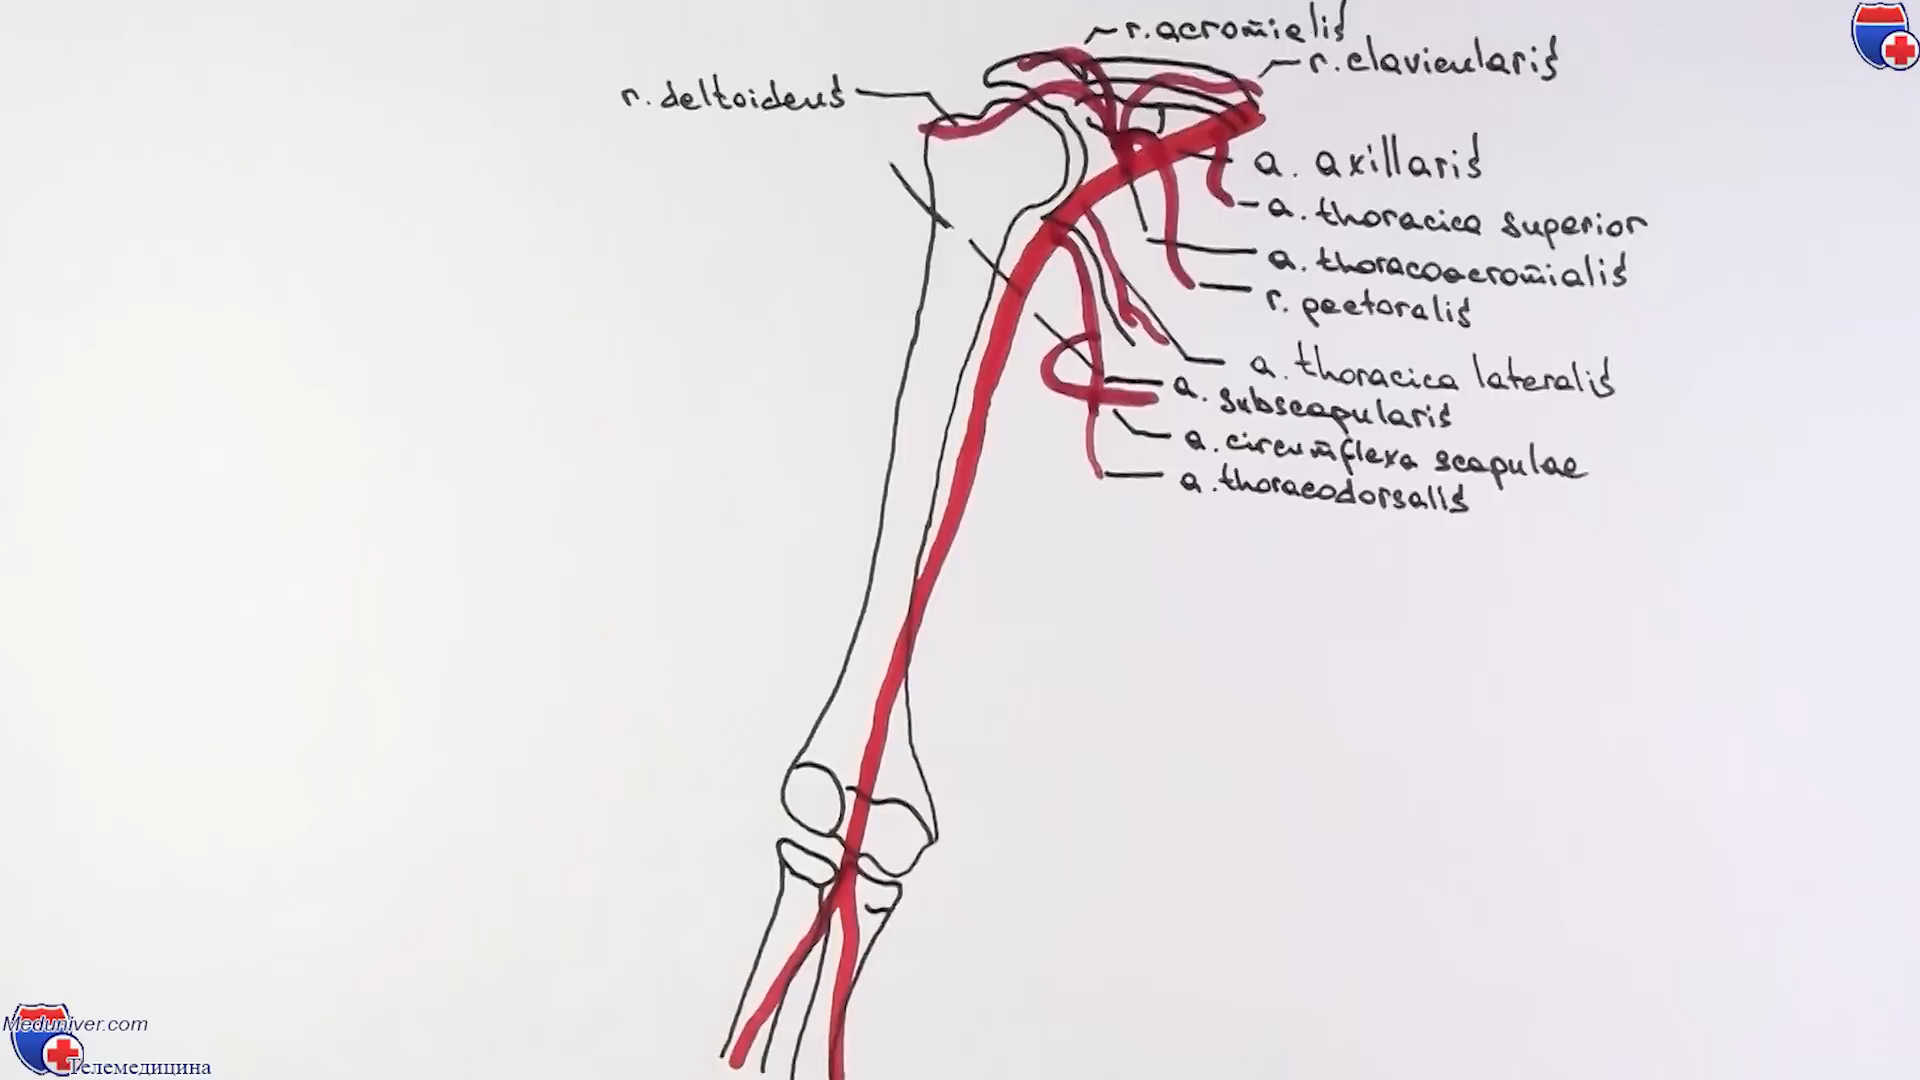 r. acromialis
r. clavicularis
r. deltoideus
a. axillaris
a. thoracica superior
a. thoracoacromialis
r. pectoralis
a. thoracica lateralis
a. subscapularis
a. circumflexa scapulae
a. thoracodorsalis
Meduniver.com
Телемедицина